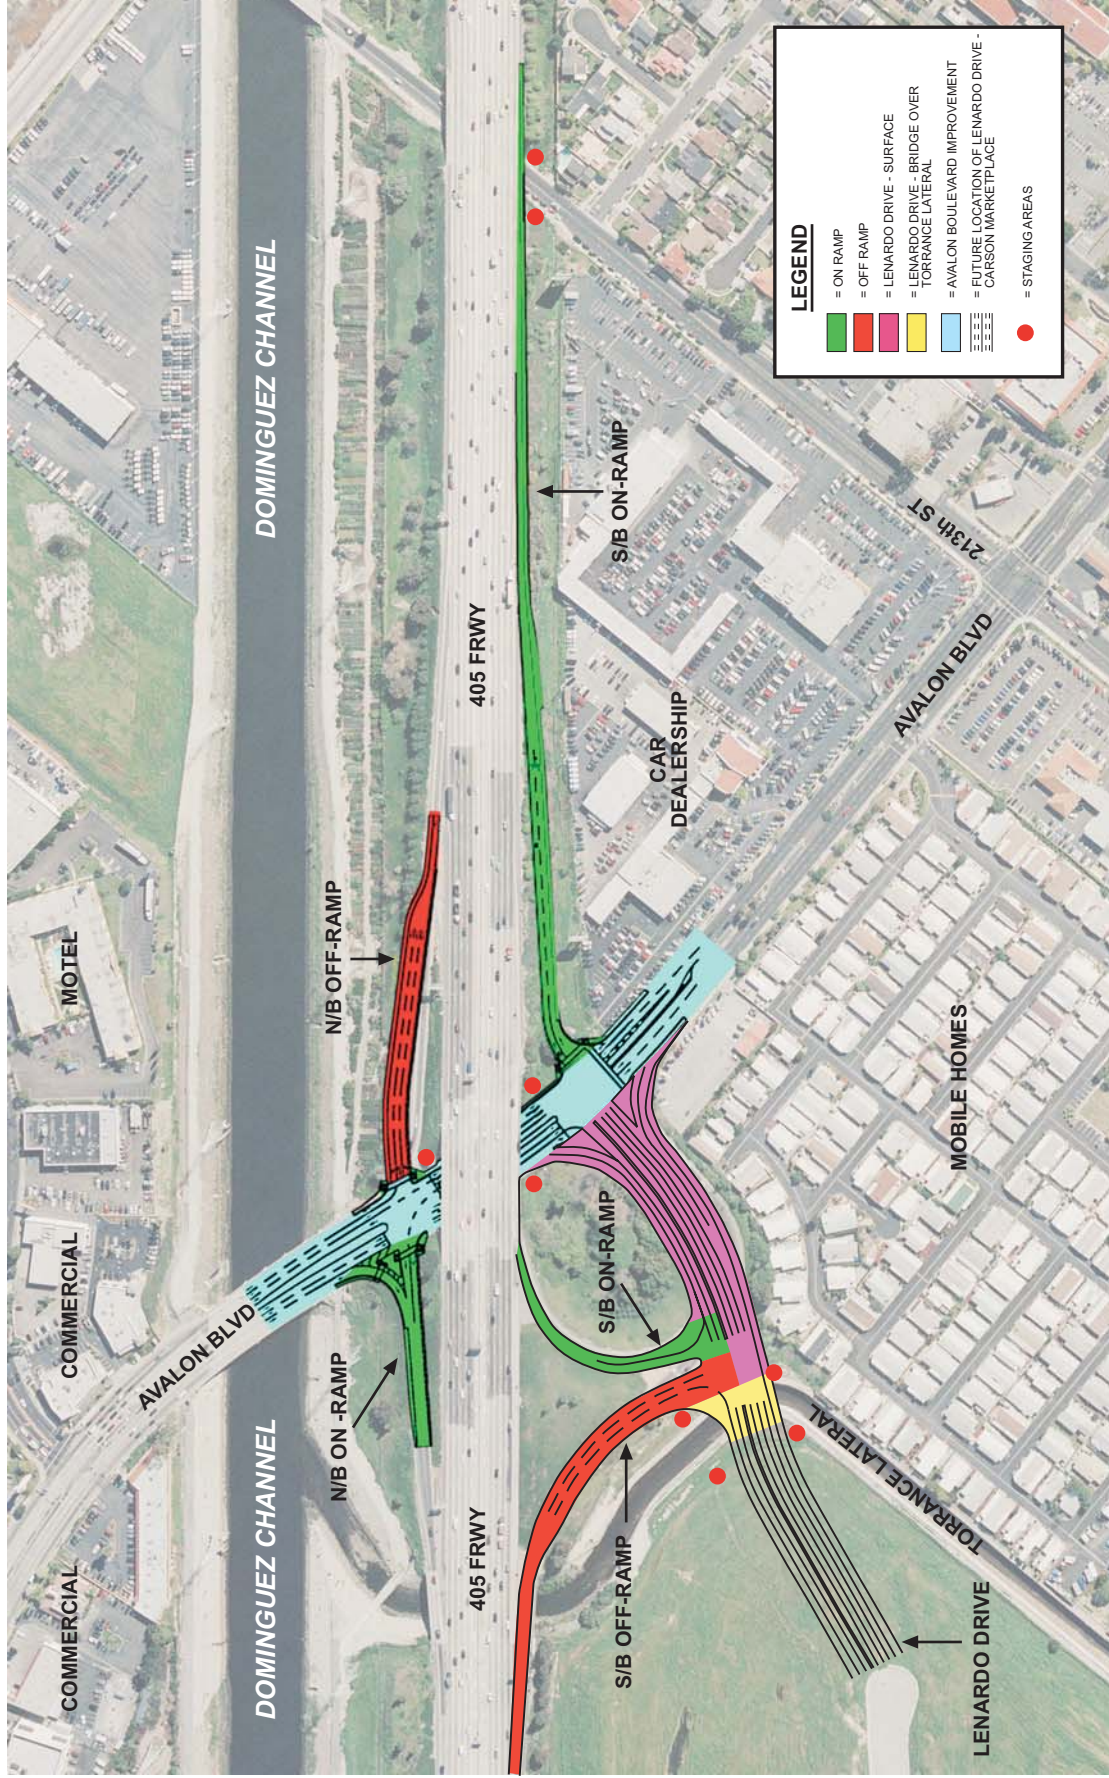 COMMERCIAL
COMMERCIAL
MOTEL
DOMINGUEZ CHANNEL
DOMINGUEZ CHANNEL
AVALON BLVD
N/B ON -RAMP
N/B OFF-RAMP
405 FRWY
405 FRWY
S/B OFF-RAMP
S/B ON-RAMP
S/B ON-RAMP
CAR
DEALERSHIP
213th ST
AVALON BLVD
TORRANCE LATERAL
MOBILE HOMES
LENARDO DRIVE
LEGEND
= ON RAMP
= OFF RAMP
= LENARDO DRIVE - SURFACE
= LENARDO DRIVE - BRIDGE OVER
TORRANCE LATERAL
= AVALON BOULEVARD IMPROVEMENT
= FUTURE LOCATION OF LENARDO DRIVE -
CARSON MARKETPLACE
= STAGING AREAS